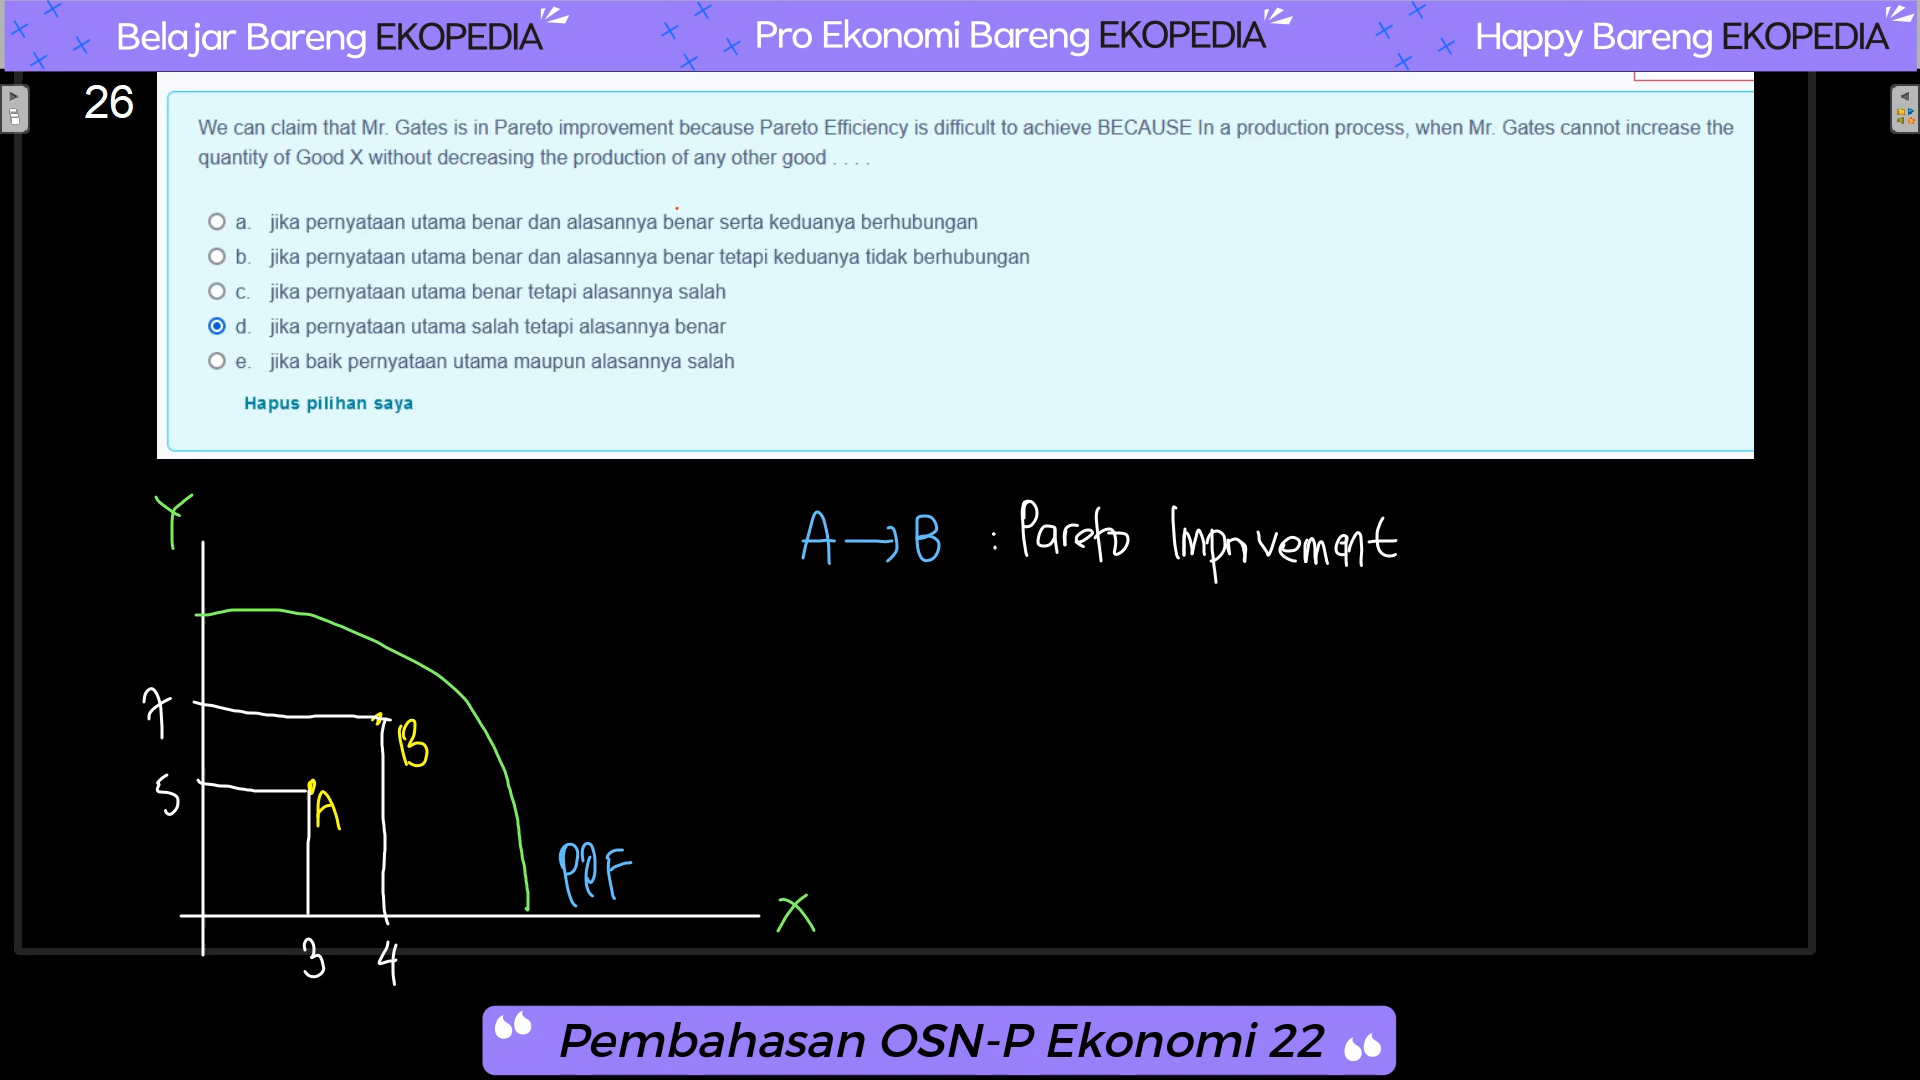 Belajar Bareng EKOPEDIA Pro Ekonomi Bareng EKOPEDIA Happy Bareng EKOPEDIA
26
We can claim that Mr. Gates is in Pareto improvement because Pareto Efficiency is difficult to achieve BECAUSE In a production process, when Mr. Gates cannot increase the
quantity of Good X without decreasing the production of any other good . . . .
a. jika pernyataan utama benar dan alasannya benar serta keduanya berhubungan
b. jika pernyataan utama benar dan alasannya benar tetapi keduanya tidak berhubungan
c. jika pernyataan utama benar tetapi alasannya salah
d. jika pernyataan utama salah tetapi alasannya benar
e. jika baik pernyataan utama maupun alasannya salah
Hapus pilihan saya
Y
A → B : Pareto Improvement
7
B
5
A
PPF
X
3 4
Pembahasan OSN-P Ekonomi 22